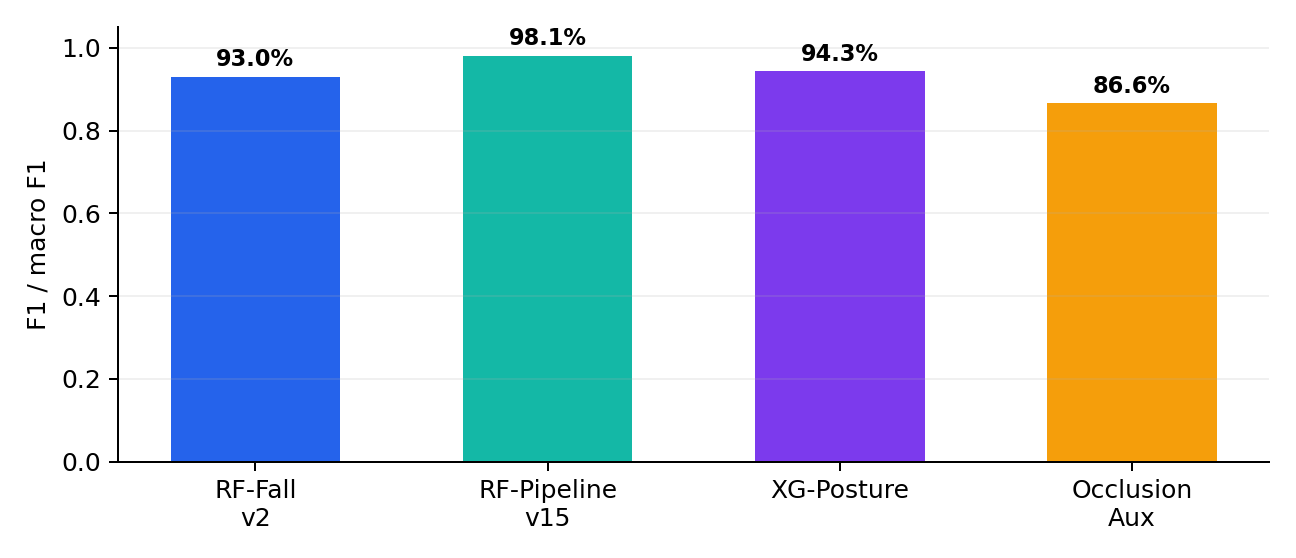 93.0%
98.1%
94.3%
86.6%
F1 / macro F1
1.0
0.8
0.6
0.4
0.2
0.0
RF-Fall
v2
RF-Pipeline
v15
XG-Posture
Occlusion
Aux